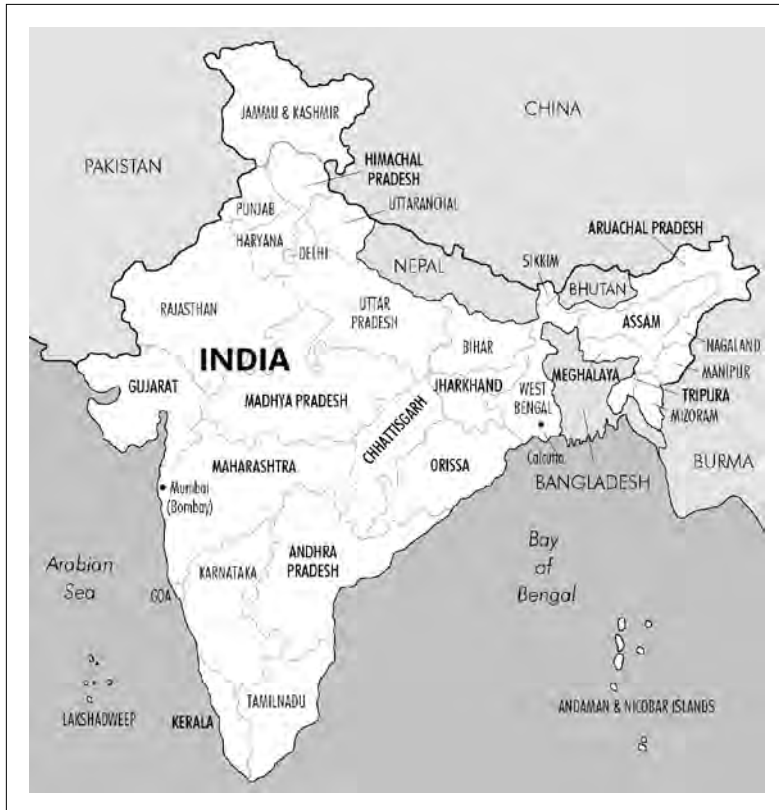 CHINA
JAMMU & KASHMIR
PAKISTAN
HIMACHAL
PRADESH
PUNJAB
UTTARANCHAL
HARYANA
DELHI
ARUACHAL PRADESH
NEPAL
SIKKIM
BHUTAN
RAJASTHAN
UTTAR
PRADESH
ASSAM
BIHAR
NAGALAND
INDIA
GUJARAT
MEGHALAYA
MANIPUR
JHARKHAND
WEST
BENGAL
TRIPURA
MADHYA PRADESH
MIZORAM
CHHATTISGARH
MAHARASHTRA
ORISSA
Calcutta
BURMA
BANGLADESH
Mumbai
(Bombay)
Bay
of
Bengal
ANDHRA
PRADESH
Arabian
Sea
KARNATAKA
GOA
TAMILNADU
LAKSHADWEEP
KERALA
ANDAMAN & NICOBAR ISLANDS